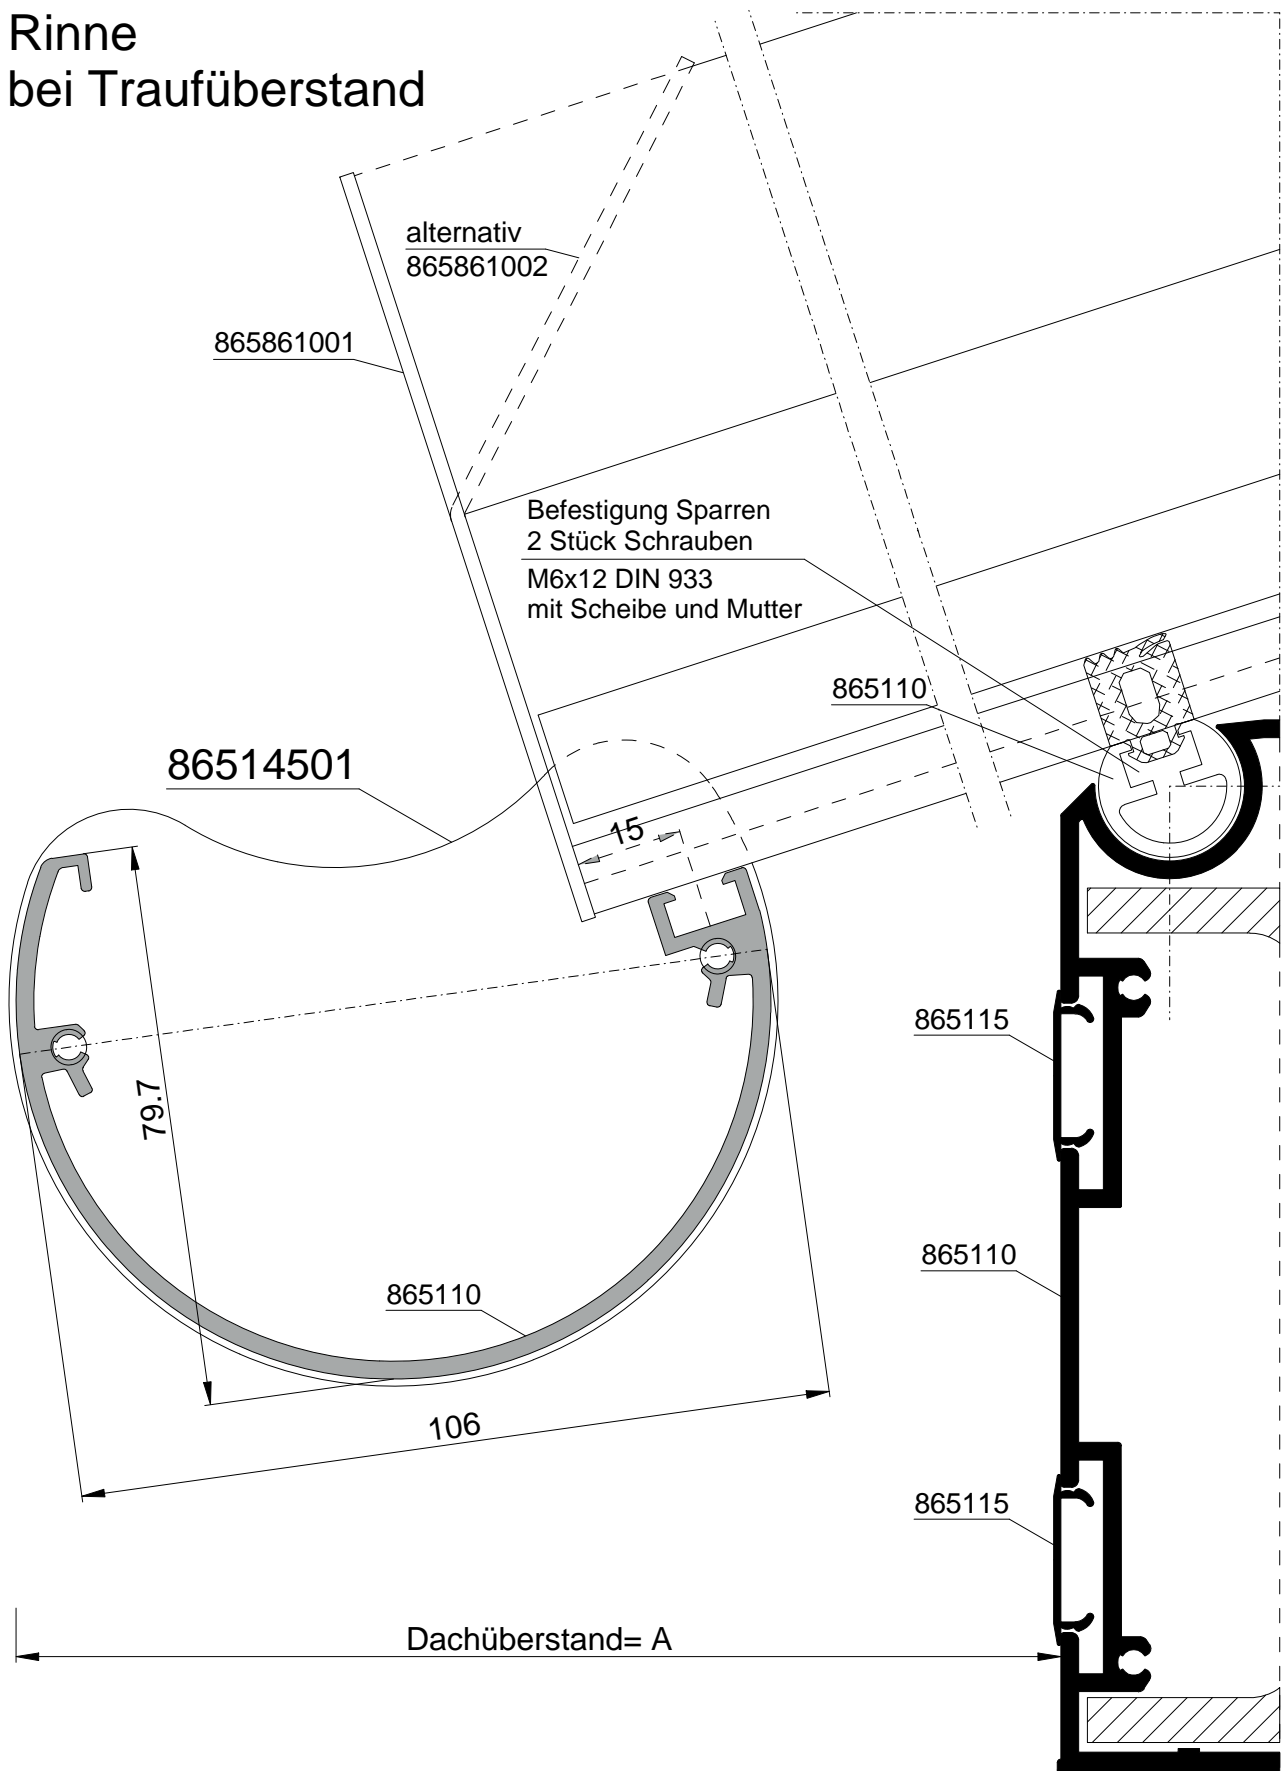 Rinne
bei Traufüberstand
alternativ
865861002
865861001
Befestigung Sparren
2 Stück Schrauben
M6x12 DIN 933
mit Scheibe und Mutter
865110
86514501
15
865115
79.7
865110
865110
106
865115
Dachüberstand= A